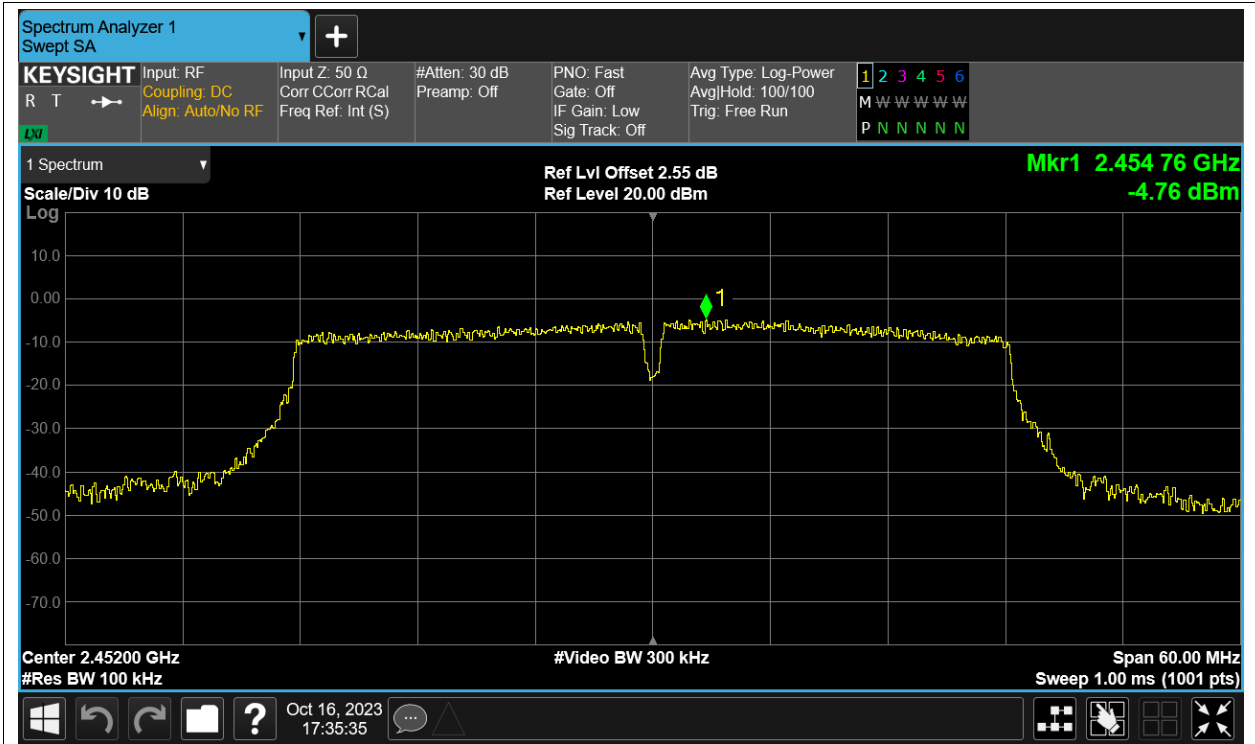 Spectrum Analyzer 1
Swept SA
KEYSIGHT
R T
LXI
Input: RF
Coupling: DC
Align: Auto/No RF
Input Z: 50 Ω
Corr CCorr RCal
Freq Ref: Int (S)
#Atten: 30 dB
Preamp: Off
PNO: Fast
Gate: Off
IF Gain: Low
Sig Track: Off
Avg Type: Log-Power
Avg|Hold: 100/100
Trig: Free Run
1 2 3 4 5 6
M W W W W W
P N N N N N
1 Spectrum
Scale/Div 10 dB
Ref Lvl Offset 2.55 dB
Ref Level 20.00 dBm
Mkr1 2.454 76 GHz
-4.76 dBm
Log
10.0
0.00
-10.0
-20.0
-30.0
-40.0
-50.0
-60.0
-70.0
1
Center 2.45200 GHz
#Res BW 100 kHz
#Video BW 300 kHz
Span 60.00 MHz
Sweep 1.00 ms (1001 pts)
?
Oct 16, 2023
17:35:35